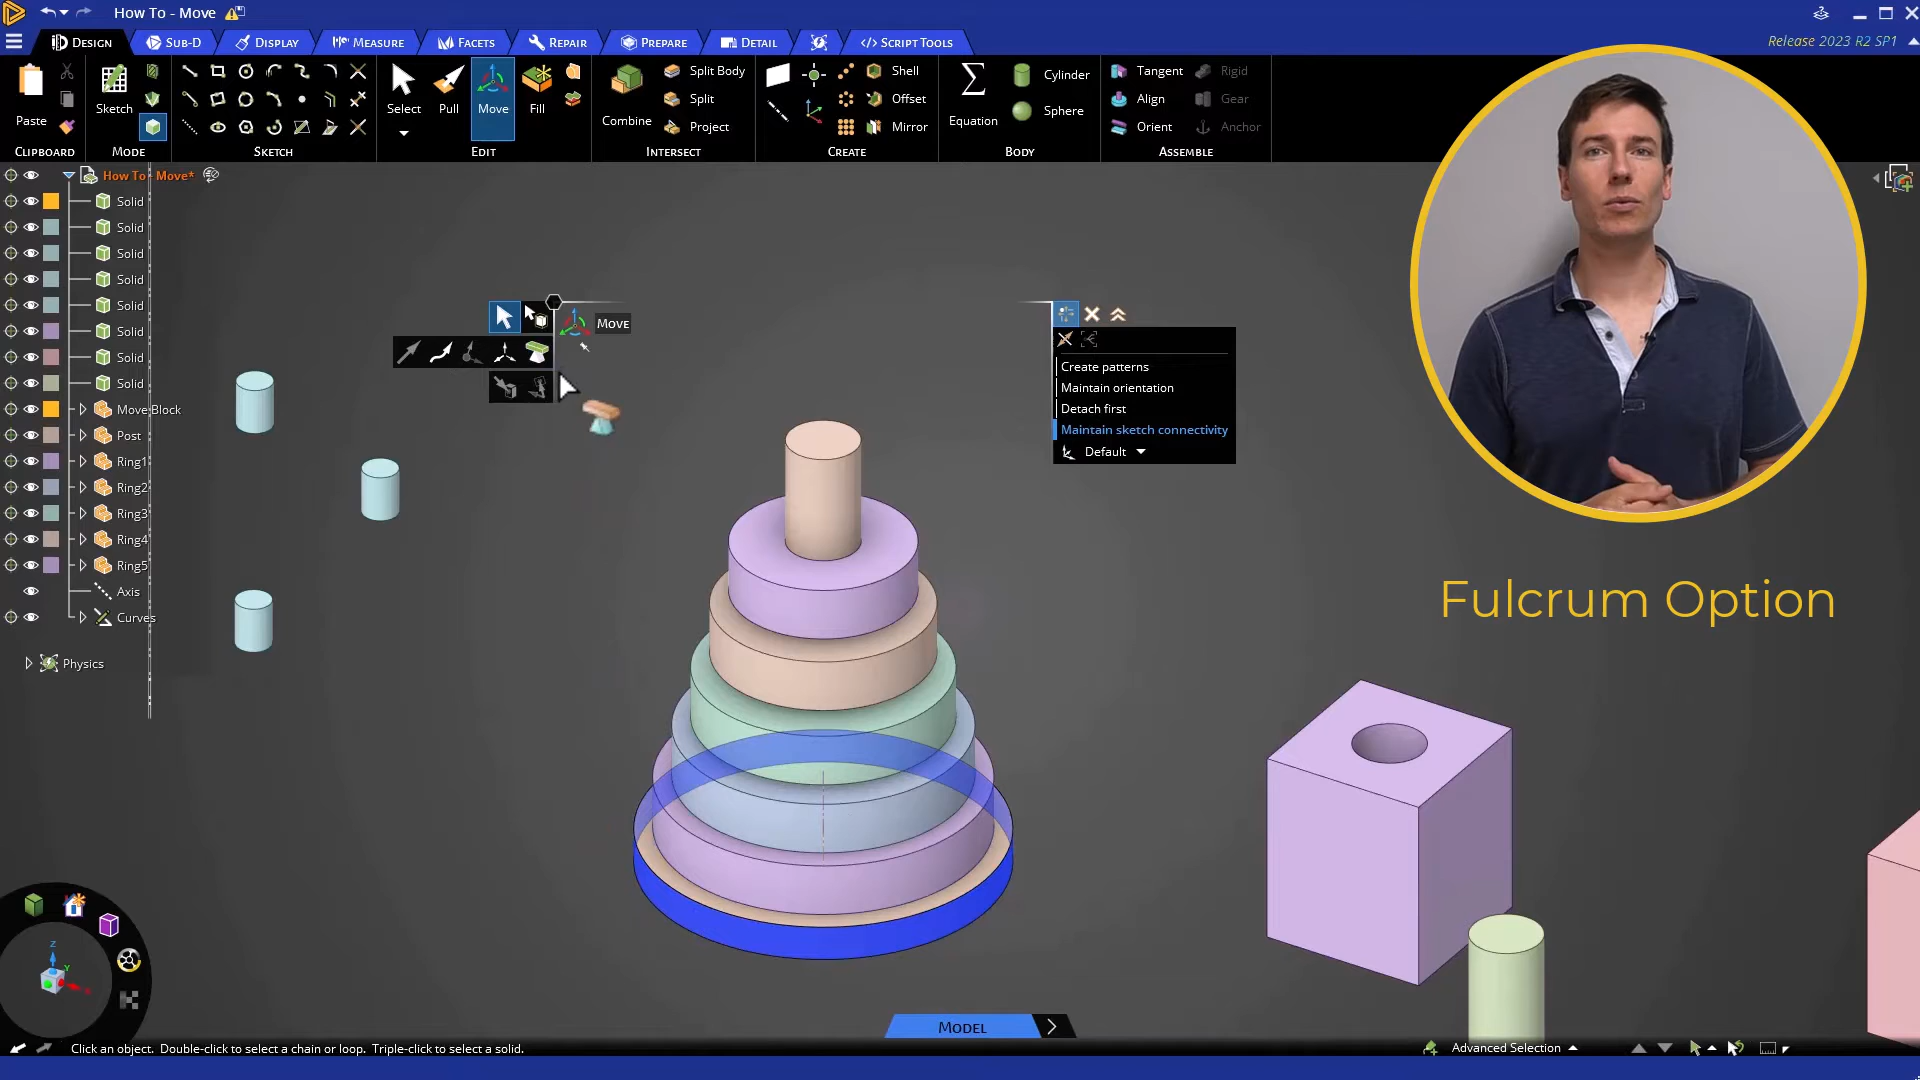 How To - Move
Design
Sub-D
Display
Measure
Facets
Repair
Prepare
Detail
</> Script Tools
Release 2023 R2 SP1
Paste
Clipboard
Sketch
Mode
Sketch
Select
Pull
Move
Fill
Edit
Combine
Split Body
Split
Project
Intersect
Shell
Offset
Mirror
Create
Equation
Cylinder
Sphere
Body
Tangent
Align
Orient
Rigid
Gear
Anchor
Assemble
How To - Move*
Solid
Solid
Solid
Solid
Solid
Solid
Solid
Solid
Move Block
Post
Ring1
Ring2
Ring3
Ring4
Ring5
Axis
Curves
Physics
Move
Create patterns
Maintain orientation
Detach first
Maintain sketch connectivity
Default
Fulcrum Option
Z
Y
X
Model
Click an object. Double-click to select a chain or loop. Triple-click to select a solid.
Advanced Selection